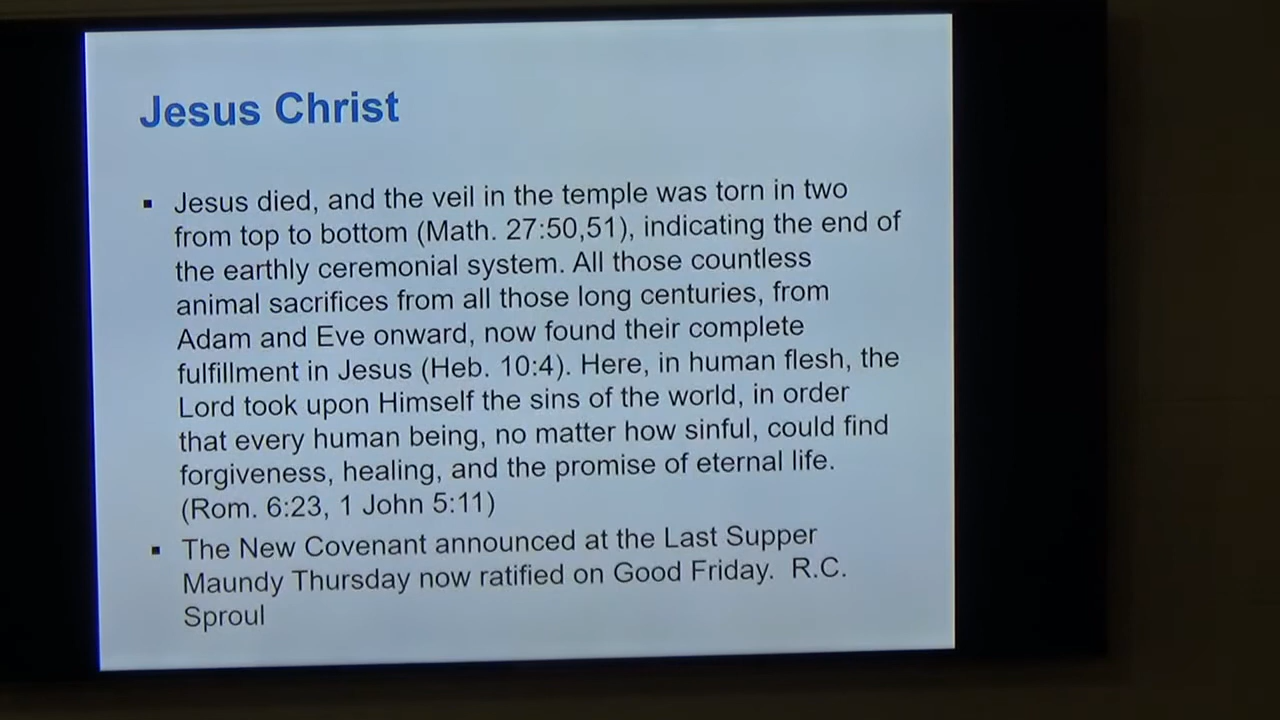 Jesus Christ
▪ Jesus died, and the veil in the temple was torn in two
from top to bottom (Math. 27:50,51), indicating the end of
the earthly ceremonial system. All those countless
animal sacrifices from all those long centuries, from
Adam and Eve onward, now found their complete
fulfillment in Jesus (Heb. 10:4). Here, in human flesh, the
Lord took upon Himself the sins of the world, in order
that every human being, no matter how sinful, could find
forgiveness, healing, and the promise of eternal life.
(Rom. 6:23, 1 John 5:11)
▪ The New Covenant announced at the Last Supper
Maundy Thursday now ratified on Good Friday. R.C.
Sproul